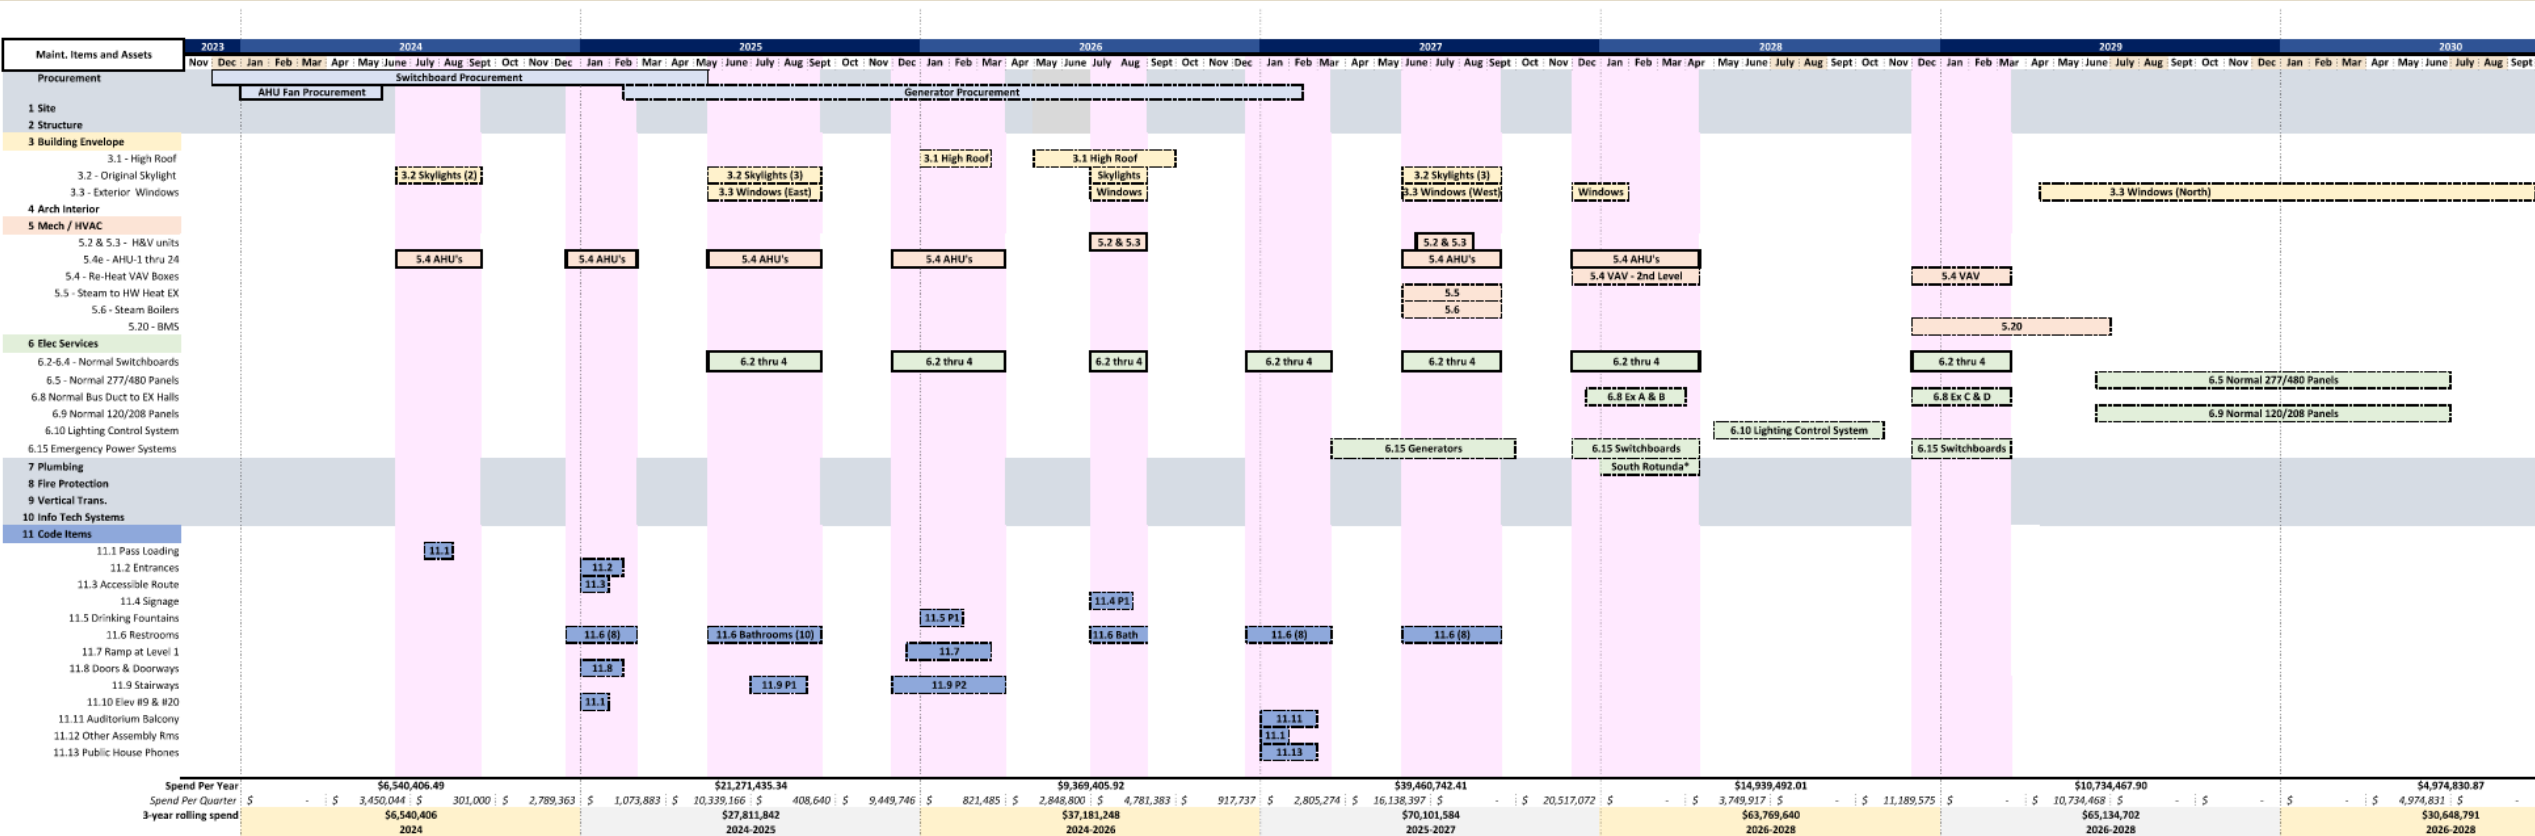 Maint. Items and Assets 2023 2024 2025 2026 2027 2028 2029 2030
Nov Dec Jan Feb Mar Apr May June July Aug Sept Oct Nov Dec Jan Feb Mar Apr May June July Aug Sept Oct Nov Dec Jan Feb Mar Apr May June July Aug Sept Oct Nov Dec Jan Feb Mar Apr May June July Aug Sept Oct Nov Dec Jan Feb Mar Apr May June July Aug Sept Oct Nov Dec Jan Feb Mar Apr May June July Aug Sept Oct Nov Dec Jan Feb Mar Apr May June July Aug Sept
Procurement Switchboard Procurement
AHU Fan Procurement Generator Procurement
1 Site
2 Structure
3 Building Envelope
3.1 - High Roof 3.1 High Roof 3.1 High Roof
3.2 - Original Skylight 3.2 Skylights (2) 3.2 Skylights (3) Skylights 3.2 Skylights (3)
3.3 - Exterior Windows 3.3 Windows (East) Windows 3.3 Windows (West) Windows 3.3 Windows (North)
4 Arch Interior
5 Mech / HVAC
5.2 & 5.3 - H&V units 5.2 & 5.3 5.2 & 5.3
5.4e - AHU-1 thru 24 5.4 AHU's 5.4 AHU's 5.4 AHU's 5.4 AHU's 5.4 AHU's 5.4 AHU's
5.4 - Re-Heat VAV Boxes 5.4 VAV - 2nd Level 5.4 VAV
5.5 - Steam to HW Heat EX 5.5
5.6 - Steam Boilers 5.6
5.20 - BMS 5.20
6 Elec Services
6.2-6.4 - Normal Switchboards 6.2 thru 4 6.2 thru 4 6.2 thru 4 6.2 thru 4 6.2 thru 4 6.2 thru 4 6.2 thru 4
6.5 - Normal 277/480 Panels 6.5 Normal 277/480 Panels
6.8 Normal Bus Duct to EX Halls 6.8 Ex A & B 6.8 Ex C & D
6.9 Normal 120/208 Panels 6.9 Normal 120/208 Panels
6.10 Lighting Control System 6.10 Lighting Control System
6.15 Emergency Power Systems 6.15 Generators 6.15 Switchboards 6.15 Switchboards
7 Plumbing South Rotunda*
8 Fire Protection
9 Vertical Trans.
10 Info Tech Systems
11 Code Items
11.1 Pass Loading 11.1
11.2 Entrances 11.2
11.3 Accessible Route 11.3
11.4 Signage 11.4 P1
11.5 Drinking Fountains 11.5 P1
11.6 Restrooms 11.6 (8) 11.6 Bathrooms (10) 11.6 Bath 11.6 (8) 11.6 (8)
11.7 Ramp at Level 1 11.7
11.8 Doors & Doorways 11.8
11.9 Stairways 11.9 P1 11.9 P2
11.10 Elev #9 & #20 11.1
11.11 Auditorium Balcony 11.11
11.12 Other Assembly Rms 11.1
11.13 Public House Phones 11.13
Spend Per Year $6,540,406.49 $21,271,435.34 $9,369,405.92 $39,460,742.41 $14,939,492.01 $10,734,467.90 $4,974,830.87
Spend Per Quarter $ - $ 3,450,044 $ 301,000 $ 2,789,363 $ 1,073,883 $ 10,339,166 $ 408,640 $ 9,449,746 $ 821,485 $ 2,848,800 $ 4,781,383 $ 917,737 $ 2,805,274 $ 16,138,397 $ - $ 20,517,072 $ - $ 3,749,917 $ - $ 11,189,575 $ - $ 10,734,468 $ - $ - $ - $ 4,974,831 $ -
3-year rolling spend $6,540,406 $27,811,842 $37,181,248 $70,101,584 $63,769,640 $65,134,702 $30,648,791
2024 2024-2025 2024-2026 2025-2027 2026-2028 2026-2028 2026-2028